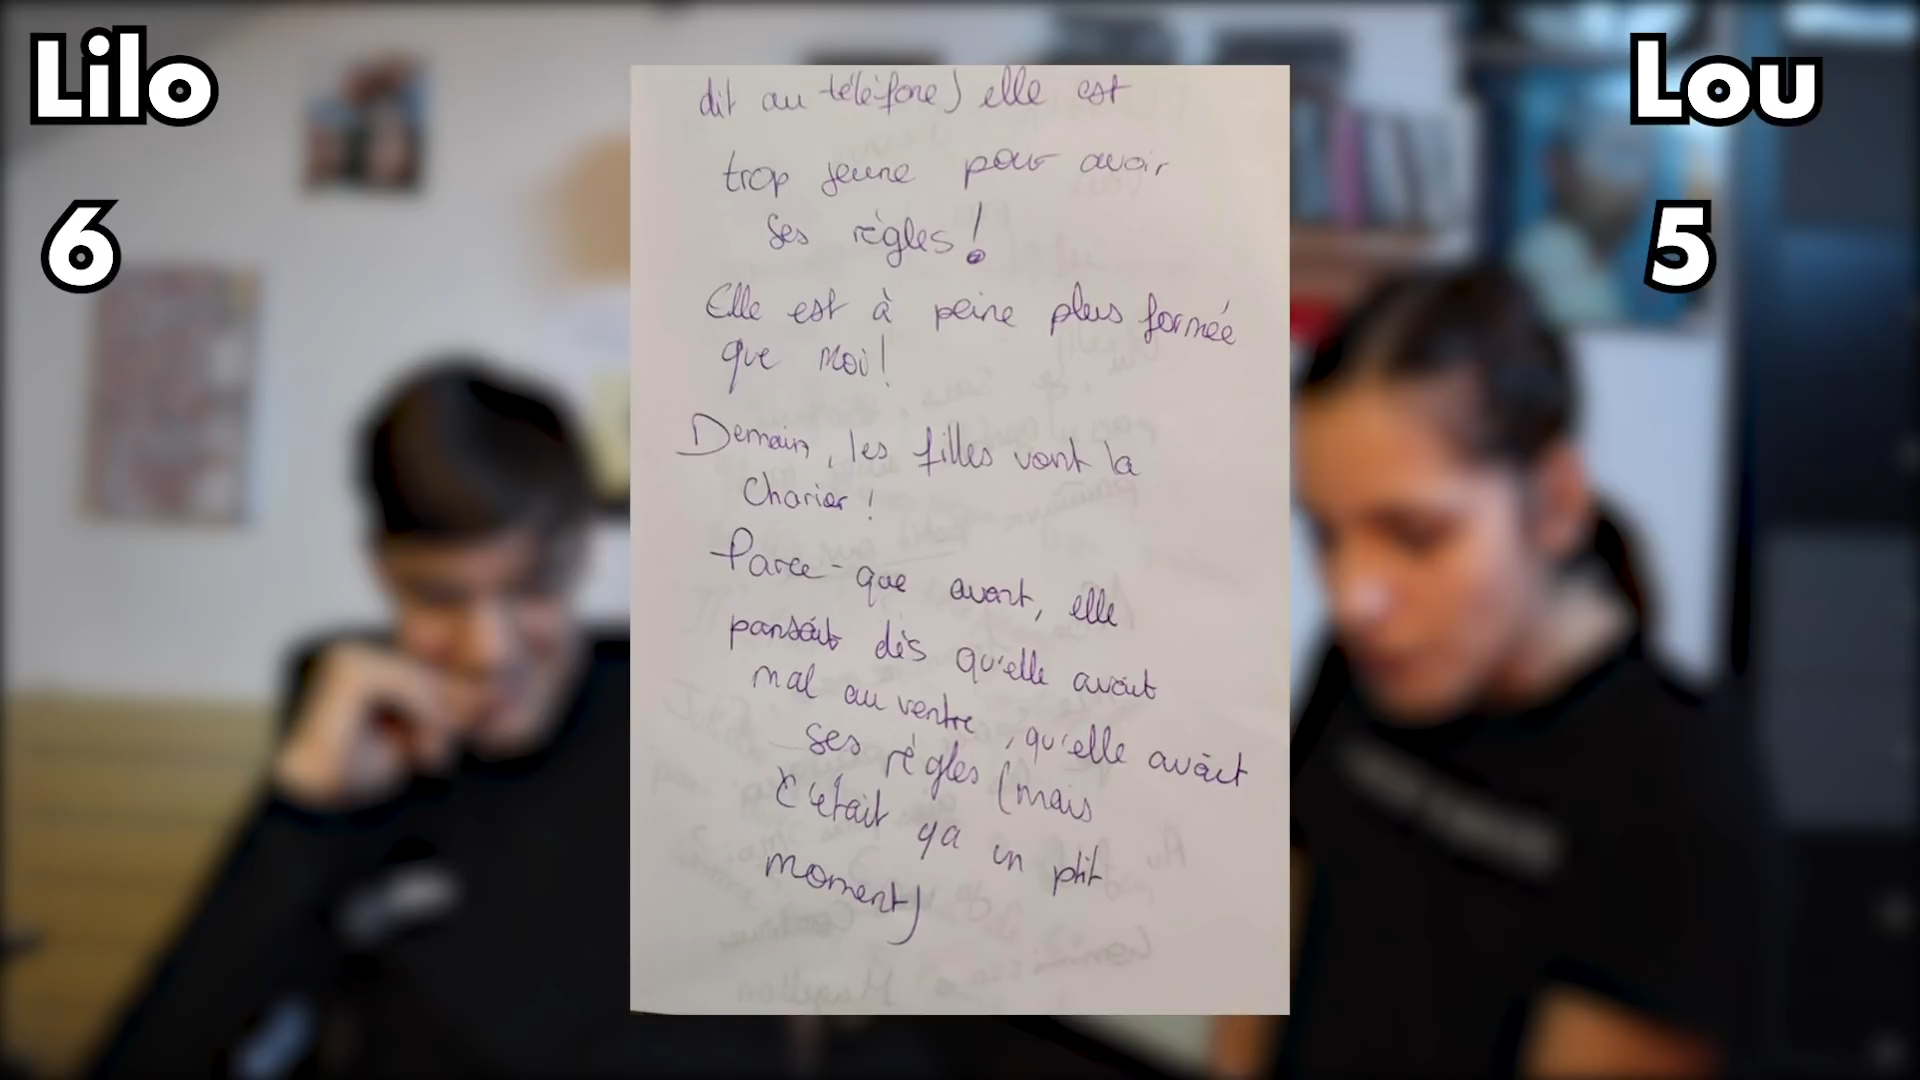 Lilo
6
Lou
5
dit au téléfone) elle est
trop jeune pour avoir
ses règles!
Elle est à peine plus formée
que moi!
Demain, les filles vont la
Charier!
Parce-que avant, elle
pansait dès qu'elle avait
mal au ventre, qu'elle avait
ses règles (mais
c'était ya un ptit
moment)